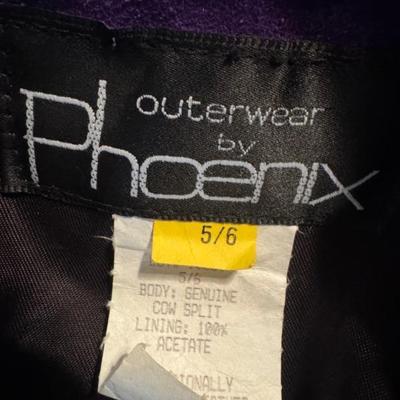 outerwear
by
Phoenix
5/6
5/6
BODY: GENUINE
COW SPLIT
LINING: 100%
ACETATE